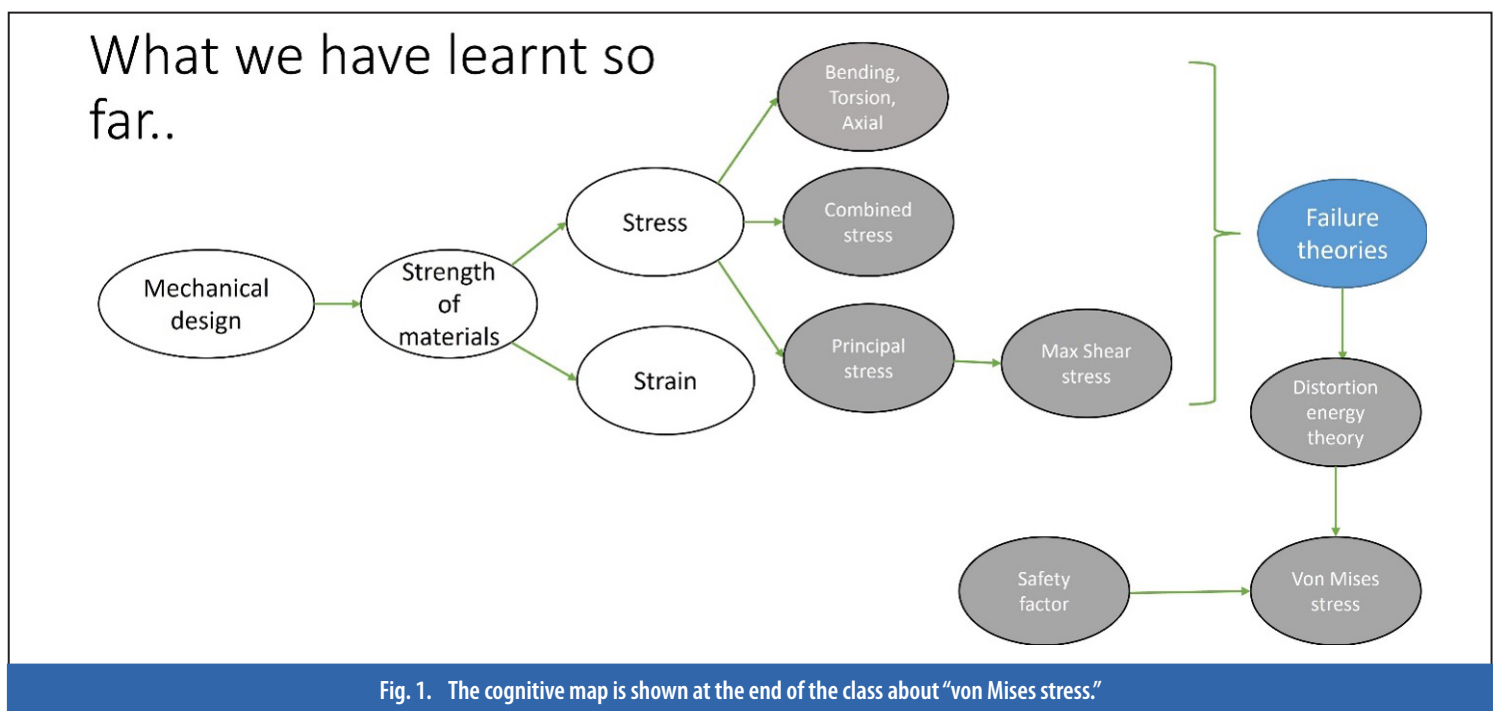 What we have learnt so
far..
Bending,
Torsion,
Axial
Stress
Combined
stress
Failure
theories
Mechanical
design
Strength
of
materials
Principal
stress
Max Shear
stress
Strain
Distortion
energy
theory
Safety
factor
Von Mises
stress
Fig. 1. The cognitive map is shown at the end of the class about “von Mises stress.”